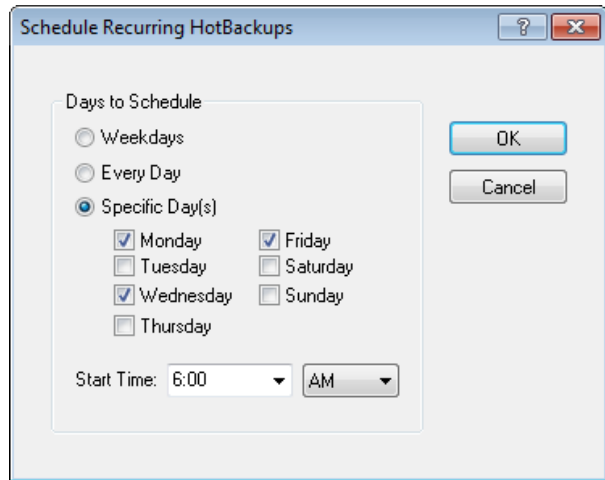 Schedule Recurring HotBackups
Days to Schedule
Weekdays
OK
Every Day
Cancel
Specific Day(s)
Monday Friday
Tuesday Saturday
Wednesday Sunday
Thursday
Start Time: 6:00 AM